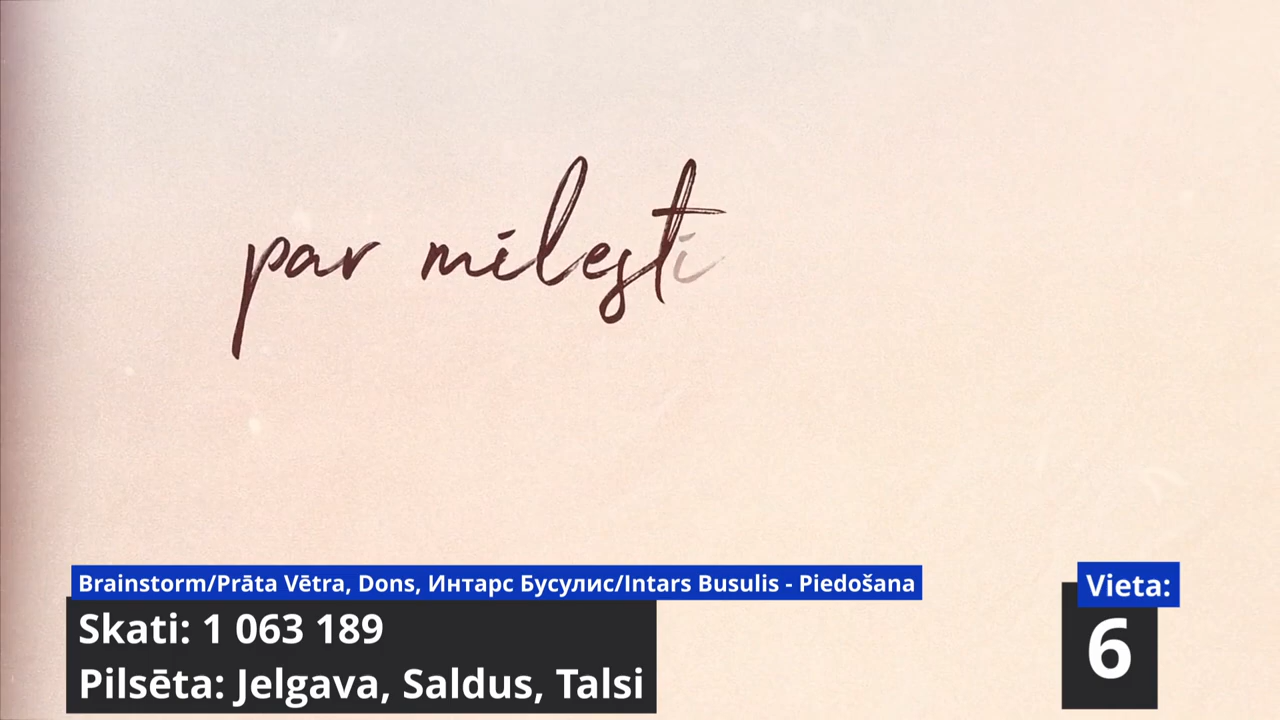 par milesti
Brainstorm/Prāta Vētra, Dons, Интарс Бусулис/Intars Busulis - Piedošana
Vieta:
Skati: 1 063 189
6
Pilsēta: Jelgava, Saldus, Talsi